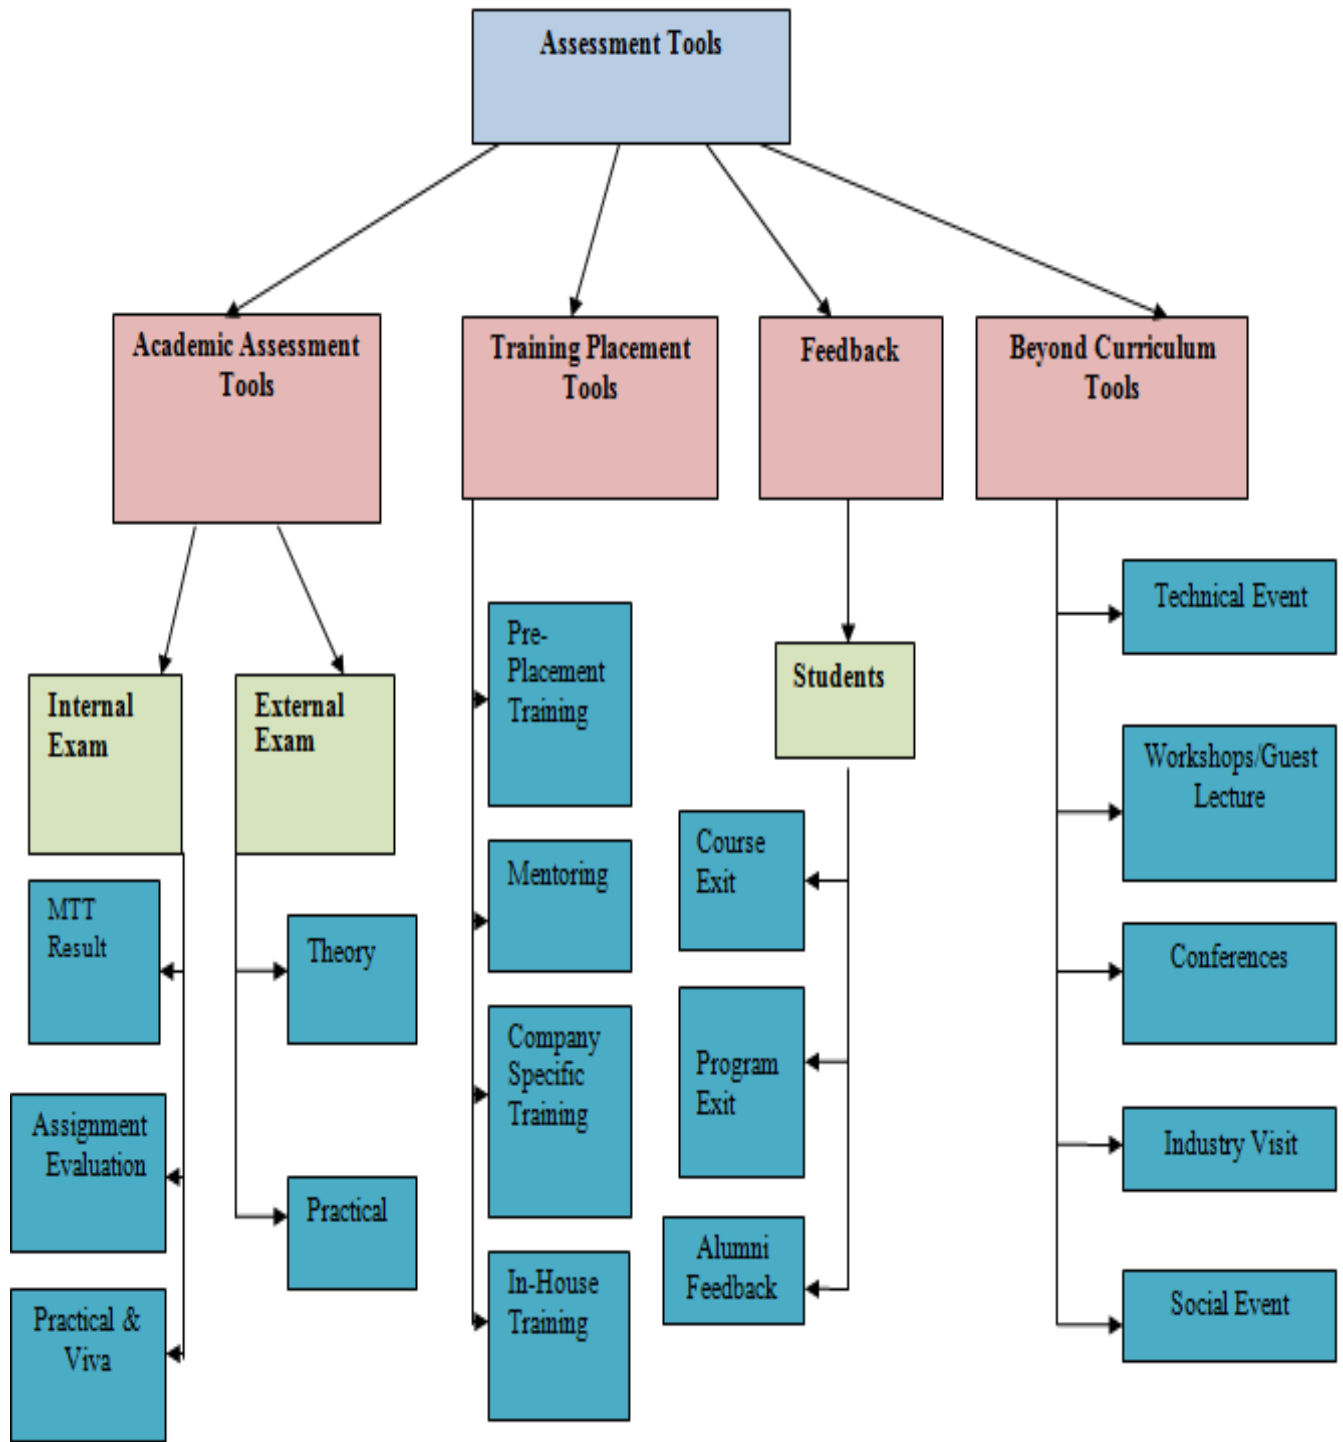 Assessment Tools
Academic Assessment
Tools
Training Placement
Tools
Feedback
Beyond Curriculum
Tools
Internal
Exam
External
Exam
MTT
Result
Assignment
Evaluation
Practical &
Viva
Theory
Practical
Pre-
Placement
Training
Mentoring
Company
Specific
Training
In-House
Training
Students
Course
Exit
Program
Exit
Alumni
Feedback
Technical Event
Workshops/Guest
Lecture
Conferences
Industry Visit
Social Event